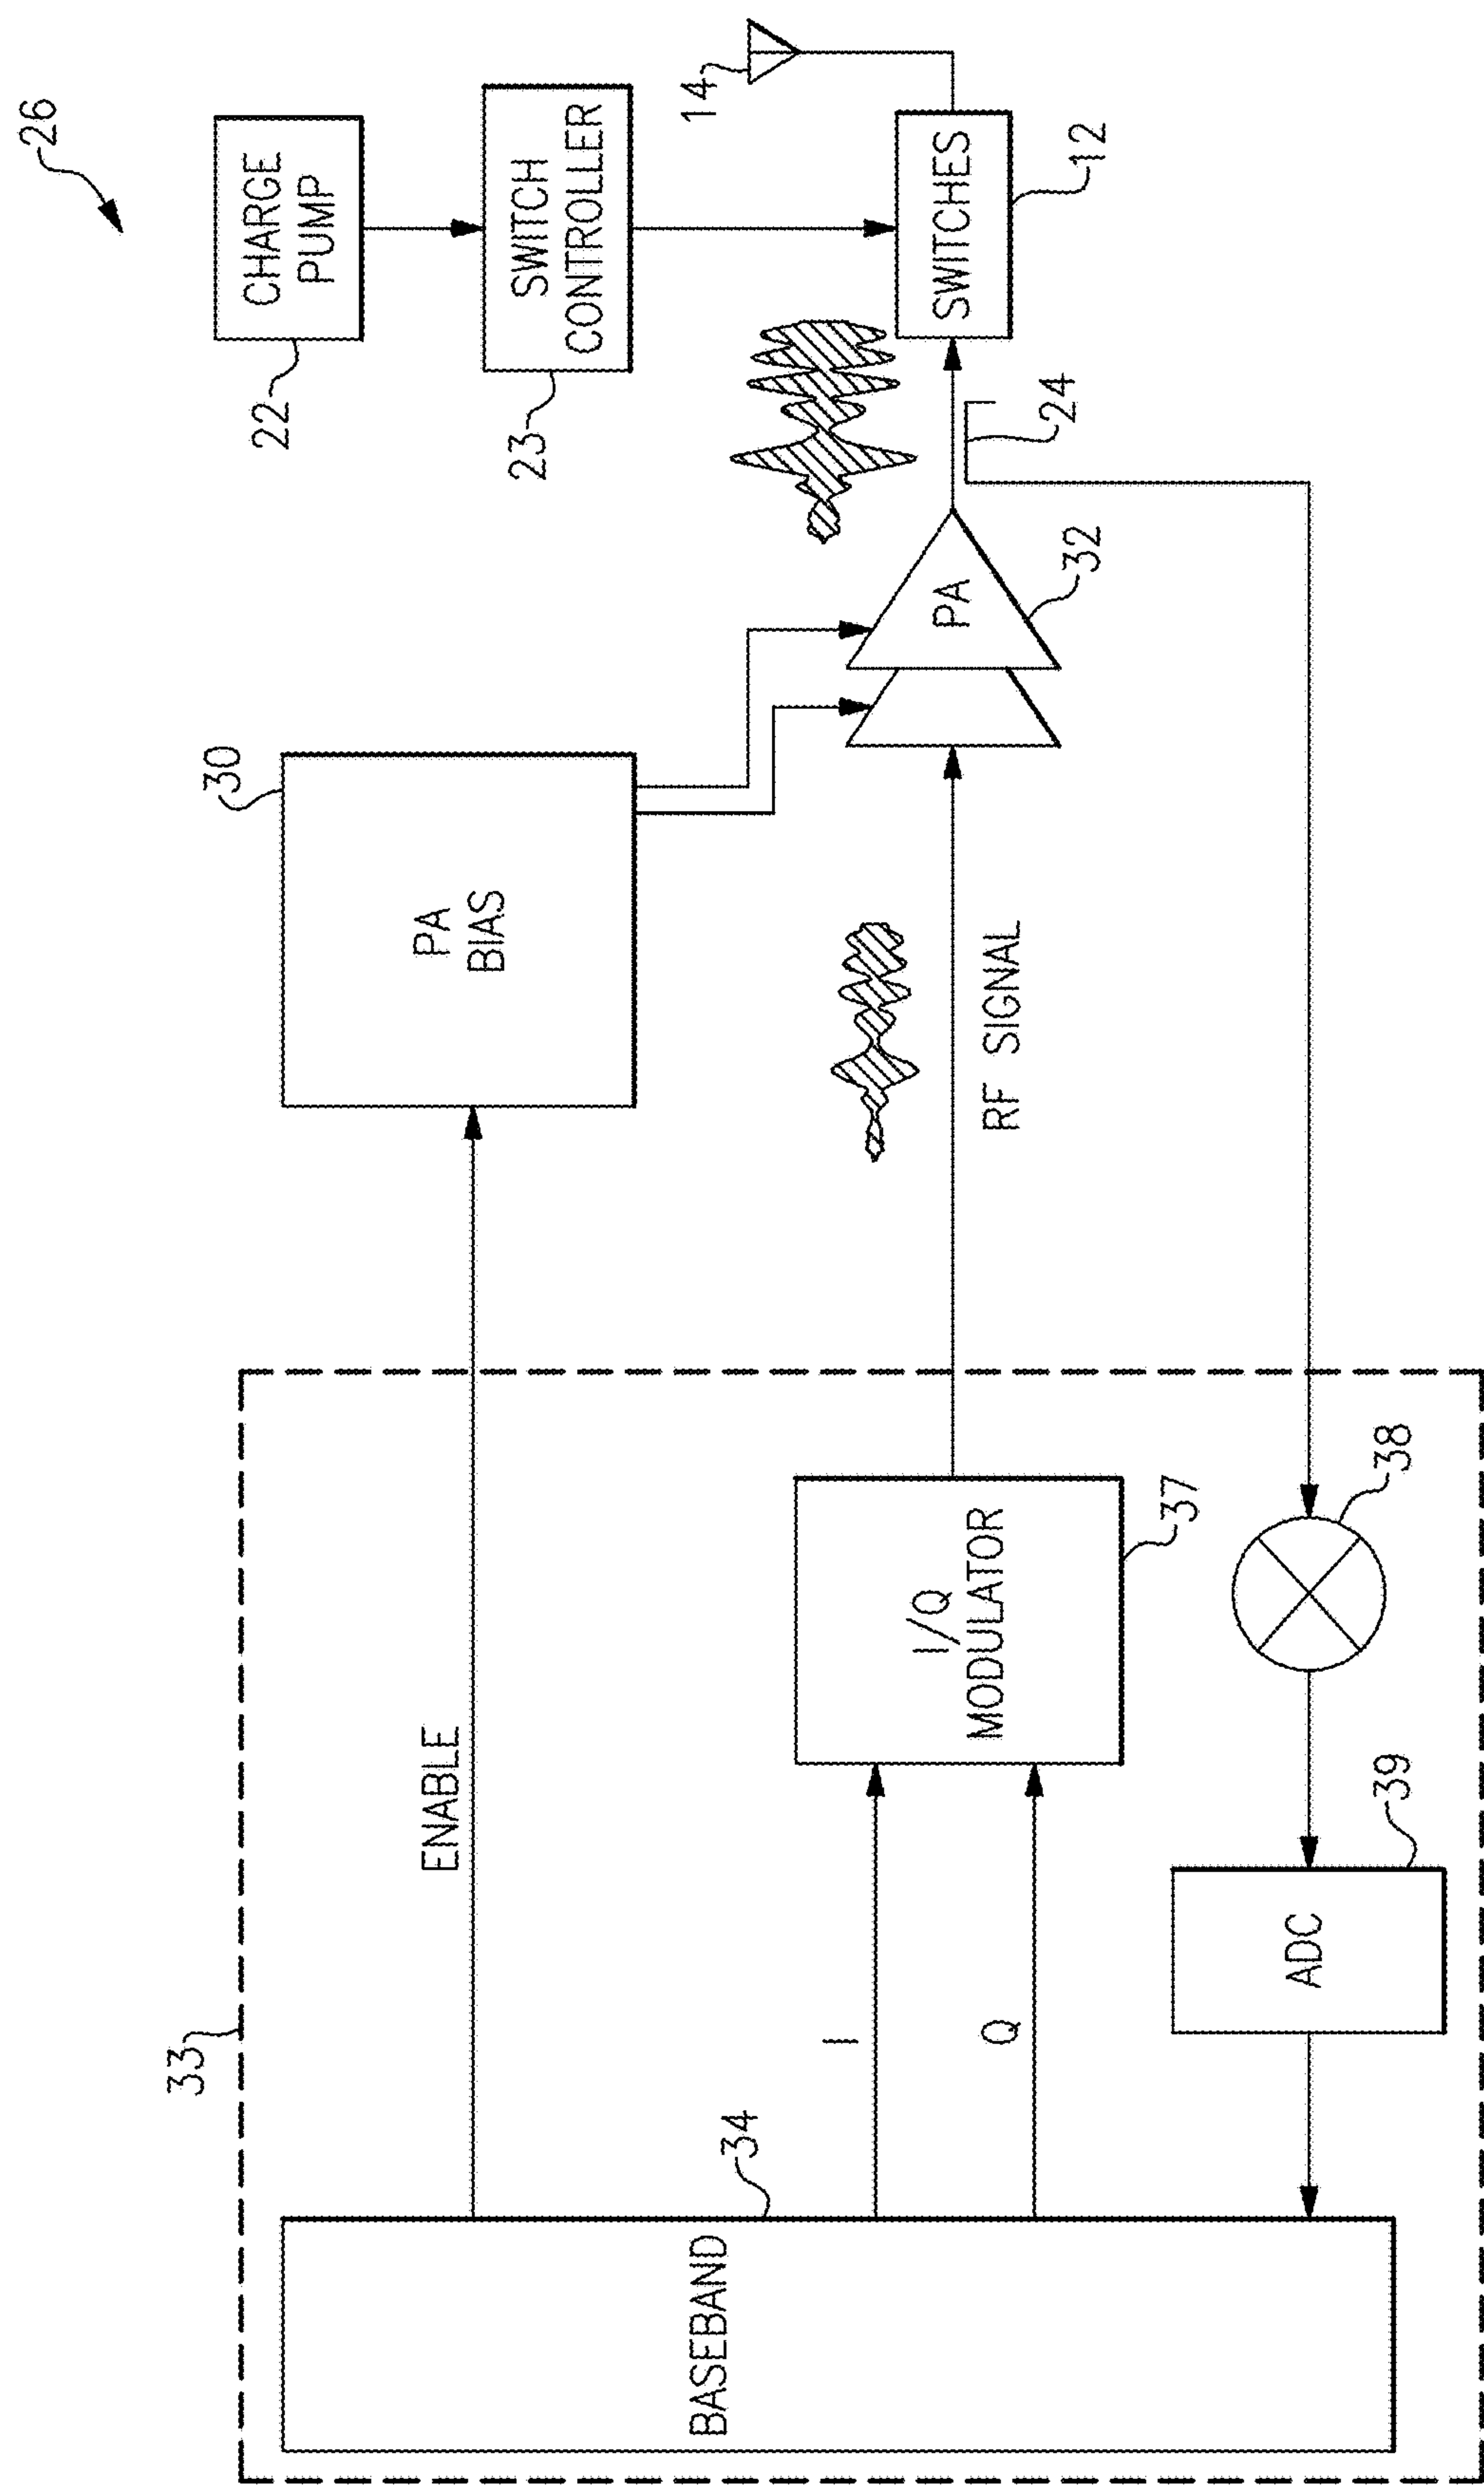 26
CHARGE
PUMP
22
SWITCH
CONTROLLER
23
14
SWITCHES
12
24
30
PA
BIAS
PA
32
RF SIGNAL
33
ENABLE
I/Q
MODULATOR
37
38
I
Q
ADC
39
34
BASEBAND